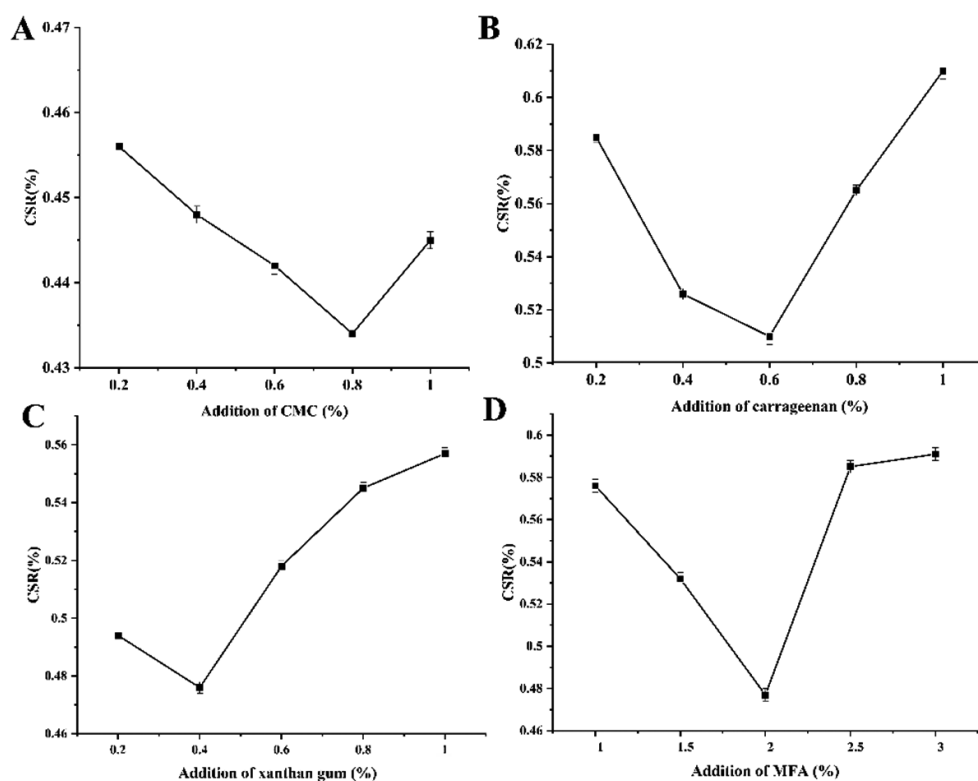 A
0.47
0.46
0.45
0.44
0.43
CSR(%)
0.2 0.4 0.6 0.8 1
Addition of CMC (%)
B
0.62
0.6
0.58
0.56
0.54
0.52
0.5
CSR(%)
0.2 0.4 0.6 0.8 1
Addition of carrageenan (%)
C
0.56
0.54
0.52
0.5
0.48
0.46
CSR(%)
0.2 0.4 0.6 0.8 1
Addition of xanthan gum (%)
D
0.6
0.58
0.56
0.54
0.52
0.5
0.48
0.46
CSR(%)
1 1.5 2 2.5 3
Addition of MFA (%)